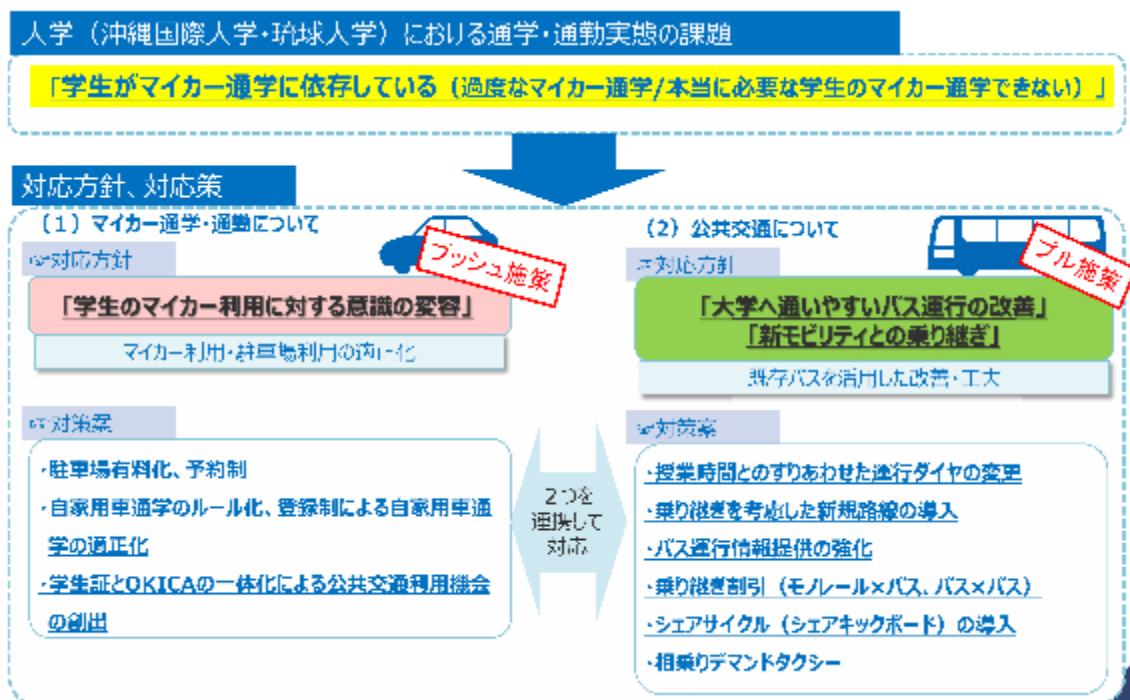 大学（沖縄国際大学・琉球大学）における通学・通勤実態の課題
「学生がマイカー通学に依存している（過度なマイカー通学/本当に必要な学生のマイカー通学できない）」
対応方針、対応策
（1）マイカー通学・通勤について
プッシュ施策
☞対応方針
「学生のマイカー利用に対する意識の変容」
マイカー利用・駐車場利用の適正化
☞対策案
・駐車場有料化、予約制
・自家用車通学のルール化、登録制による自家用車通
学の適正化
・学生証とOKICAの一体化による公共交通利用機会
の創出
2つを
連携して
対応
（2）公共交通について
プル施策
☞対応方針
「大学へ通いやすいバス運行の改善」
「新モビリティとの乗り継ぎ」
既存バスを活用した改善・工夫
☞対策案
・授業時間とのすりあわせた運行ダイヤの変更
・乗り継ぎを考慮した新規路線の導入
・バス運行情報提供の強化
・乗り継ぎ割引（モノレール×バス、バス×バス）
・シェアサイクル（シェアキックボード）の導入
・相乗りデマンドタクシー